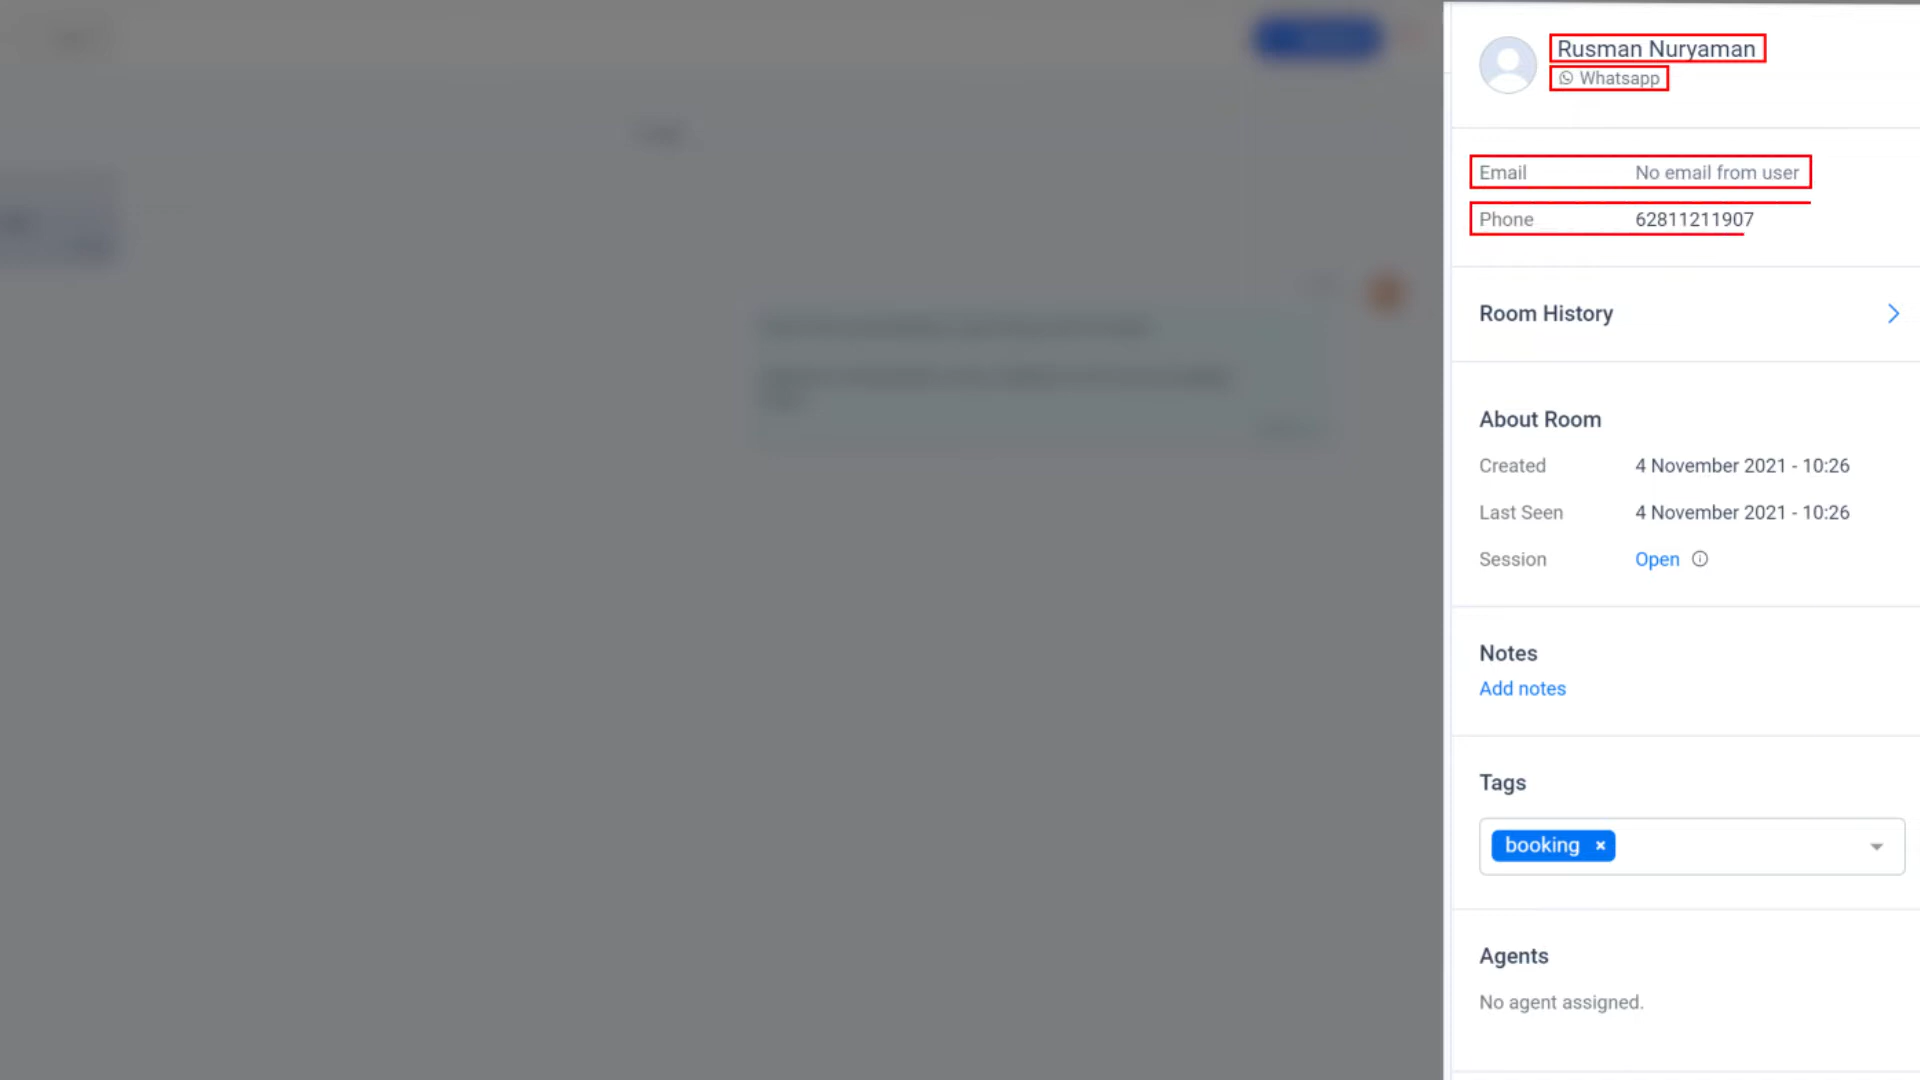 Rusman Nuryaman
Whatsapp
Email No email from user
Phone 62811211907
Room History
About Room
Created 4 November 2021 - 10:26
Last Seen 4 November 2021 - 10:26
Session Open
Notes
Add notes
Tags
booking ×
Agents
No agent assigned.